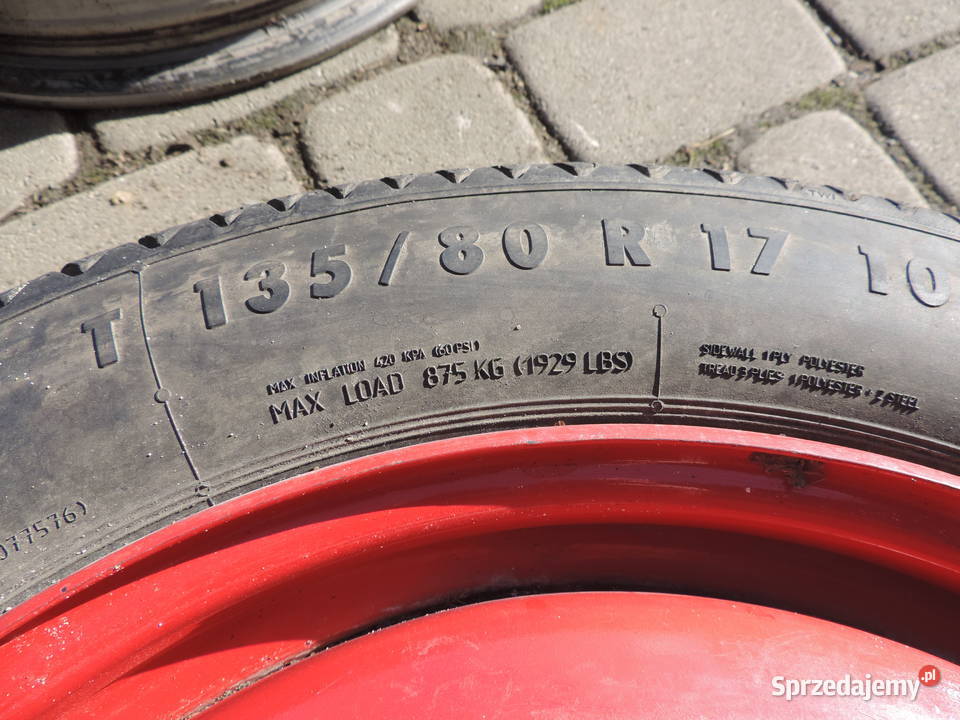 T 135/80 R 17 10
MAX INFLATION 420 KPA (60 PSI)
MAX LOAD 875 KG (1929 LBS)
SIDEWALL 1 PLY POLYESTER
TREAD 3 PLIES: 1 POLYESTER + 2 STEEL
077576)
Sprzedajemy.pl